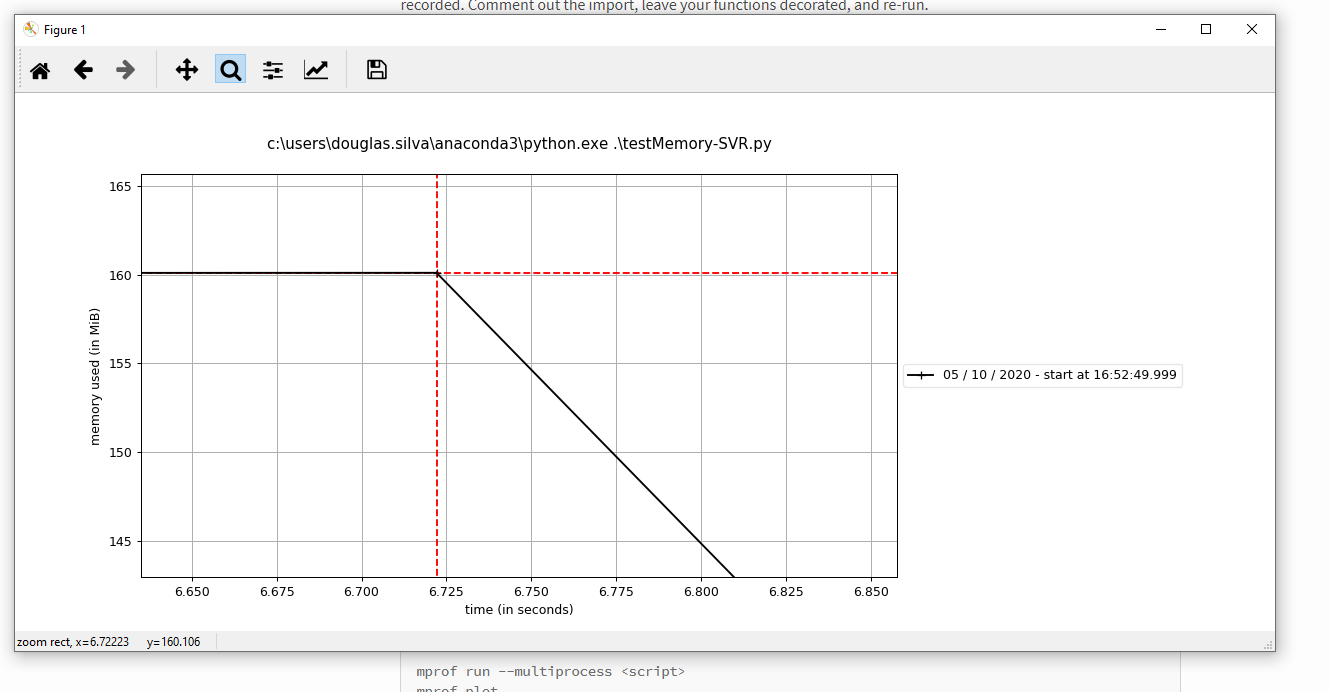 recorded. Comment out the import, leave your functions decorated, and re-run.
Figure 1
c:\users\douglas.silva\anaconda3\python.exe .\testMemory-SVR.py
165
160
155
150
145
memory used (in MiB)
6.650 6.675 6.700 6.725 6.750 6.775 6.800 6.825 6.850
time (in seconds)
05 / 10 / 2020 - start at 16:52:49.999
zoom rect, x=6.72223 y=160.106
mprof run --multiprocess <script>
mprof plot